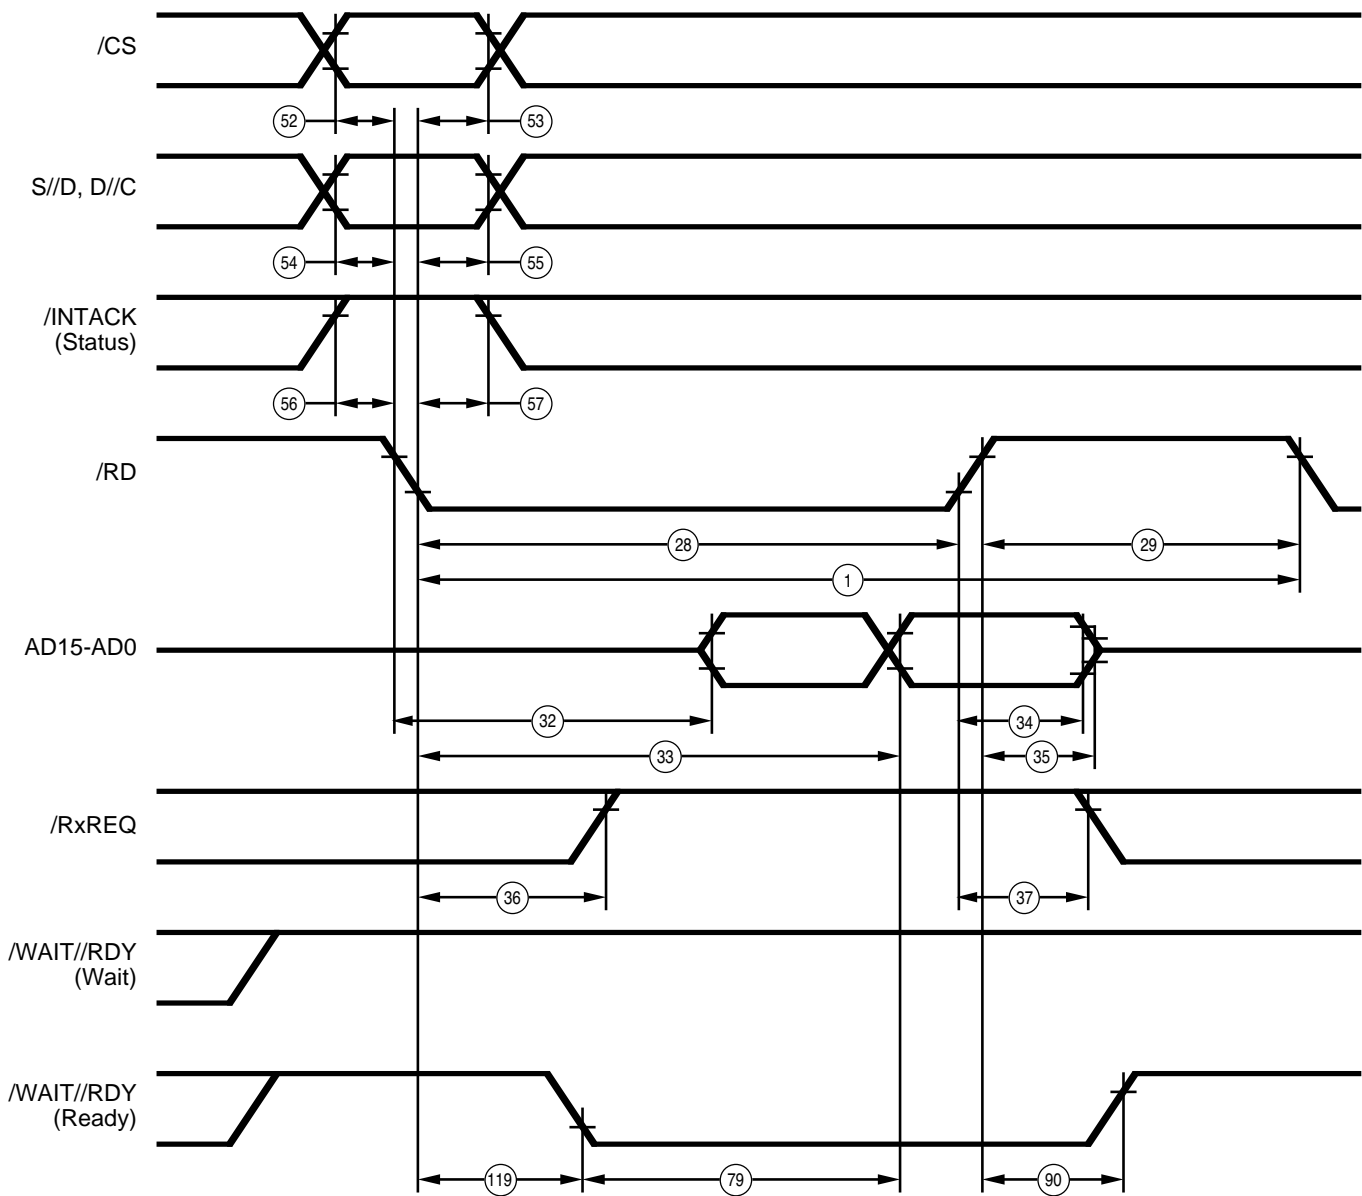 /CS
52
53
S//D, D//C
54
55
/INTACK
(Status)
56
57
/RD
28
29
1
AD15-AD0
32
34
33
35
/RxREQ
36
37
/WAIT//RDY
(Wait)
/WAIT//RDY
(Ready)
119
79
90